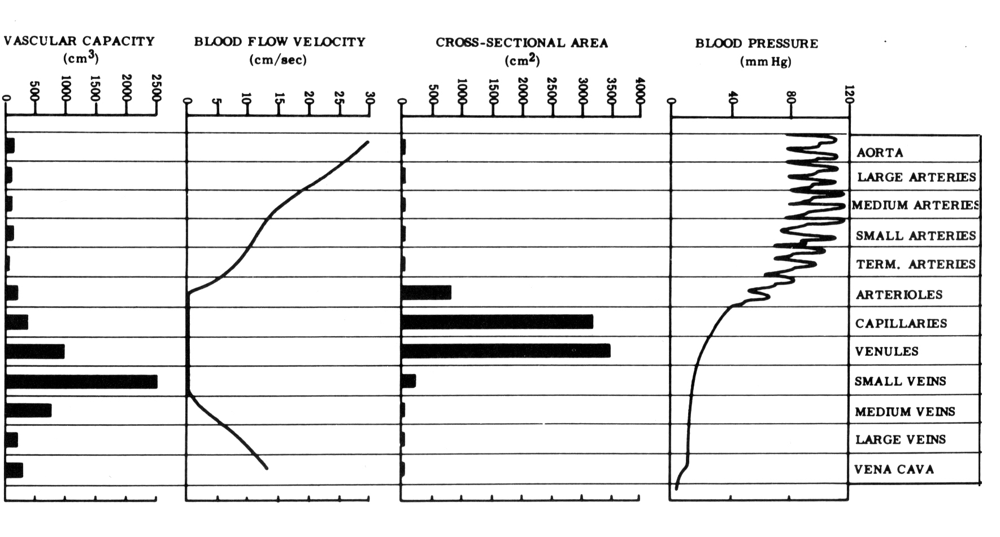 VASCULAR CAPACITY
(cm3)
0 500 1000 1500 2000 2500
BLOOD FLOW VELOCITY
(cm/sec)
0 5 10 15 20 25 30
CROSS-SECTIONAL AREA
(cm2)
0 500 1000 1500 2000 2500 3000 3500 4000
BLOOD PRESSURE
(mm Hg)
0 40 80 120
AORTA
LARGE ARTERIES
MEDIUM ARTERIES
SMALL ARTERIES
TERM. ARTERIES
ARTERIOLES
CAPILLARIES
VENULES
SMALL VEINS
MEDIUM VEINS
LARGE VEINS
VENA CAVA